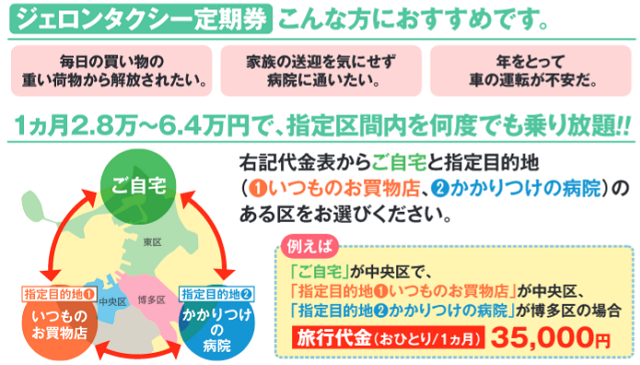 ジェロンタクシー定期券 こんな方におすすめです。
毎日の買い物の
重い荷物から解放されたい。
家族の送迎を気にせず
病院に通いたい。
年をとって
車の運転が不安だ。
1ヵ月2.8万〜6.4万円で、指定区間内を何度でも乗り放題!!
ご自宅
東区
中央区
博多区
指定目的地❶
いつもの
お買物店
指定目的地❷
かかりつけ
の
病院
右記代金表からご自宅と指定目的地
(❶いつものお買物店、❷かかりつけの病院)の
ある区をお選びください。
例えば
「ご自宅」が中央区で、
「指定目的地❶いつものお買物店」が中央区、
「指定目的地❷かかりつけの病院」が博多区の場合
旅行代金(おひとり/1ヵ月) 35,000円